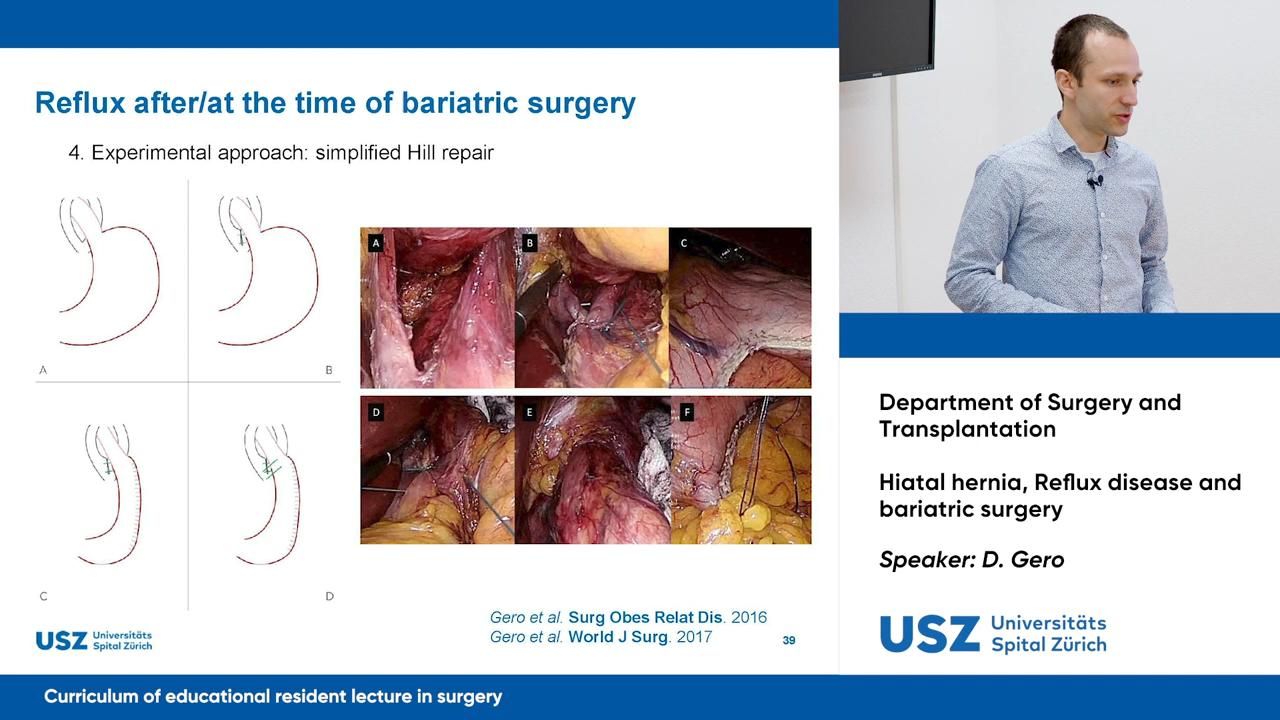 Reflux after/at the time of bariatric surgery
4. Experimental approach: simplified Hill repair
A
B
C
D
A
B
C
D
E
F
Gero et al. Surg Obes Relat Dis. 2016
Gero et al. World J Surg. 2017
39
USZ Universitäts
Spital Zürich
Department of Surgery and
Transplantation
Hiatal hernia, Reflux disease and
bariatric surgery
Speaker: D. Gero
USZ Universitäts
Spital Zürich
Curriculum of educational resident lecture in surgery